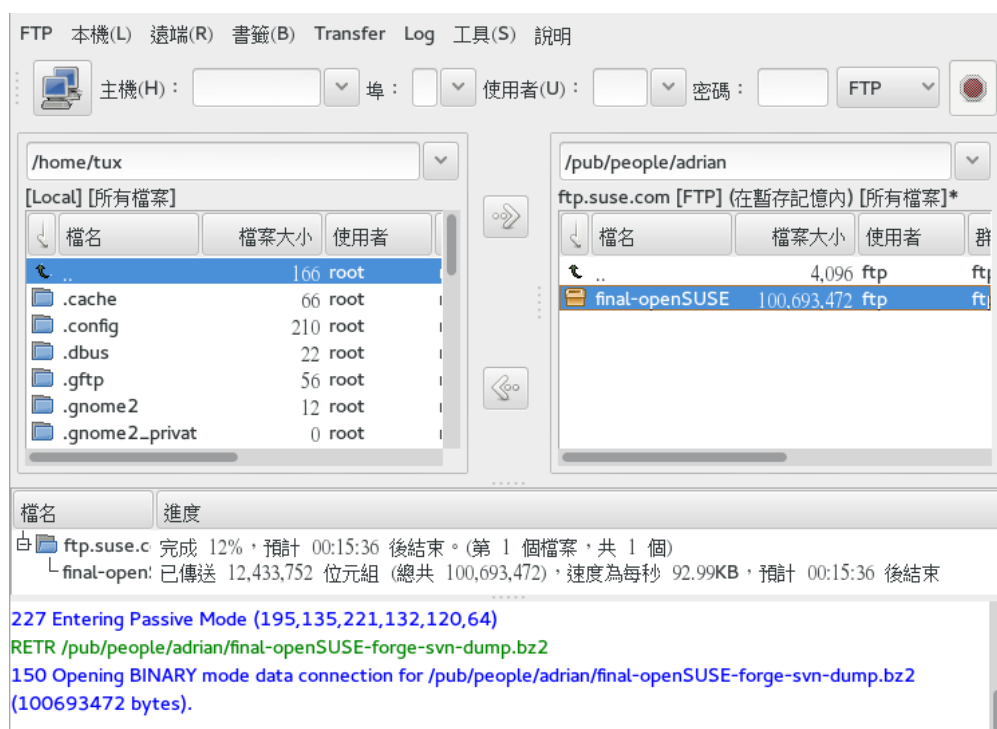 FTP 本機(L) 遠端(R) 書籤(B) Transfer Log 工具(S) 說明
主機(H)： 埠： 使用者(U)： 密碼： FTP
/home/tux
[Local] [所有檔案]
檔名 檔案大小 使用者
.. 166 root
.cache 66 root
.config 210 root
.dbus 22 root
.gftp 56 root
.gnome2 12 root
.gnome2_privat 0 root
/pub/people/adrian
ftp.suse.com [FTP] (在暫存記憶內) [所有檔案]*
檔名 檔案大小 使用者 群
.. 4,096 ftp ftp
final-openSUSE 100,693,472 ftp ftp
檔名 進度
ftp.suse.c 完成 12%，預計 00:15:36 後結束。(第 1 個檔案，共 1 個)
final-open 已傳送 12,433,752 位元組 (總共 100,693,472)，速度為每秒 92.99KB，預計 00:15:36 後結束
227 Entering Passive Mode (195,135,221,132,120,64)
RETR /pub/people/adrian/final-openSUSE-forge-svn-dump.bz2
150 Opening BINARY mode data connection for /pub/people/adrian/final-openSUSE-forge-svn-dump.bz2
(100693472 bytes).